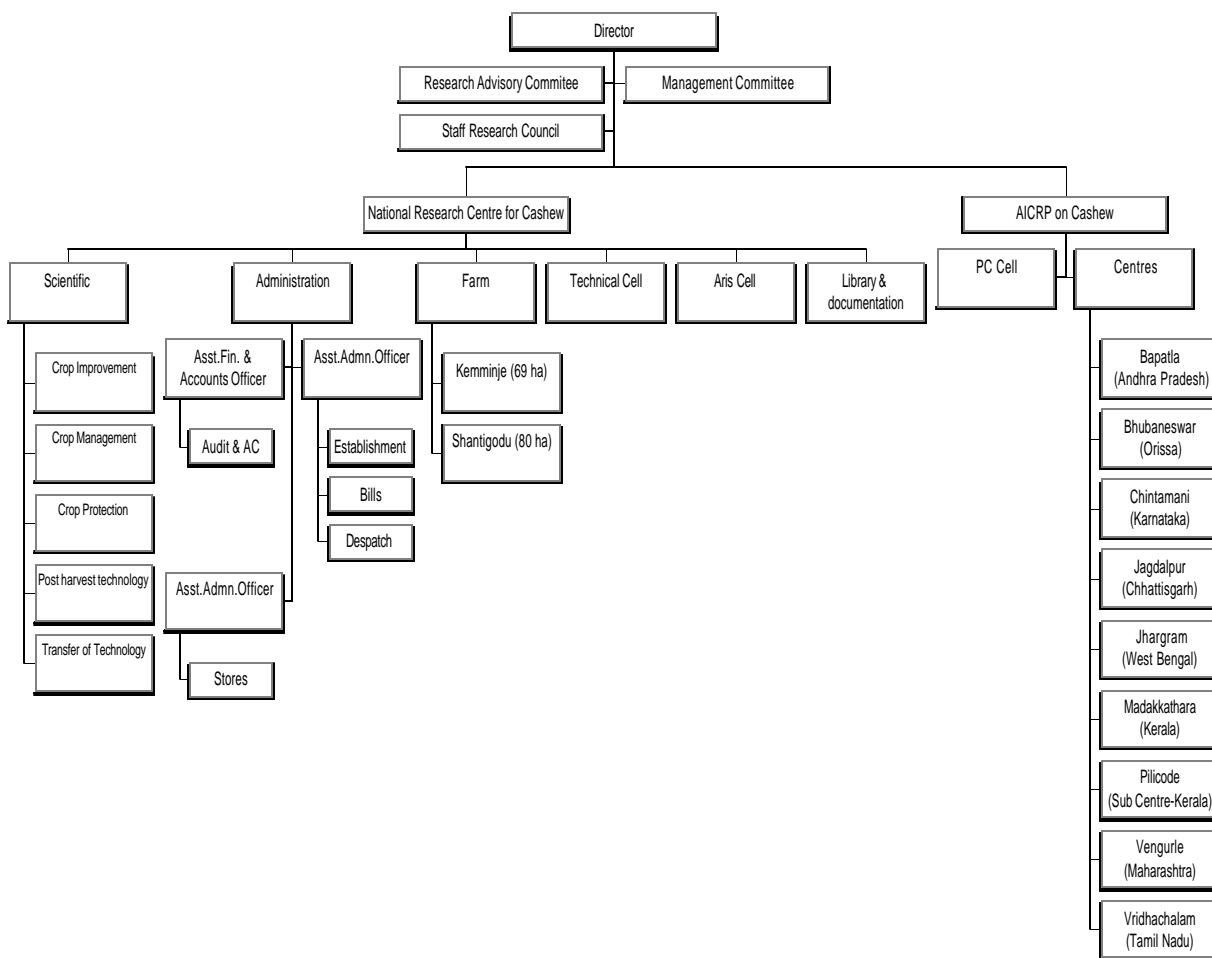 Director
Research Advisory Commitee
Management Committee
Staff Research Council
National Research Centre for Cashew
AICRP on Cashew
Scientific
Administration
Farm
Technical Cell
Aris Cell
Library &
documentation
PC Cell
Centres
Crop Improvement
Crop Management
Crop Protection
Post harvest technology
Transfer of Technology
Asst.Fin. &
Accounts Officer
Audit & AC
Asst.Admn.Officer
Establishment
Bills
Despatch
Asst.Admn.Officer
Stores
Kemminje (69 ha)
Shantigodu (80 ha)
Bapatla
(Andhra Pradesh)
Bhubaneswar
(Orissa)
Chintamani
(Karnataka)
Jagdalpur
(Chhattisgarh)
Jhargram
(West Bengal)
Madakkathara
(Kerala)
Pilicode
(Sub Centre-Kerala)
Vengurle
(Maharashtra)
Vridhachalam
(Tamil Nadu)